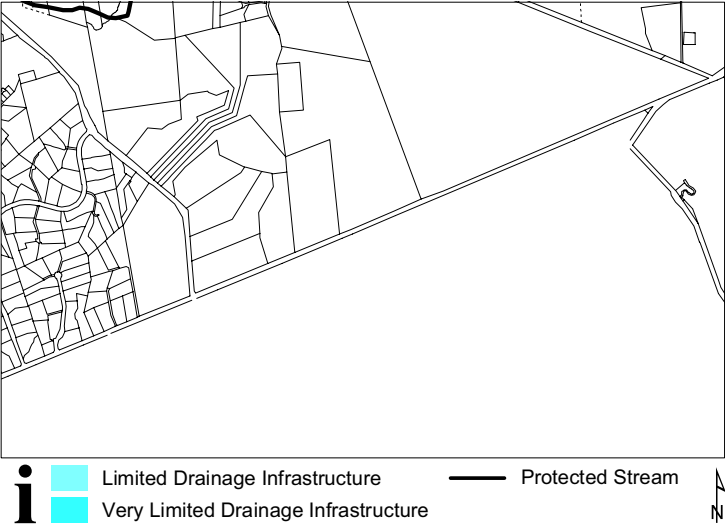 i
Limited Drainage Infrastructure
Protected Stream
Very Limited Drainage Infrastructure
N